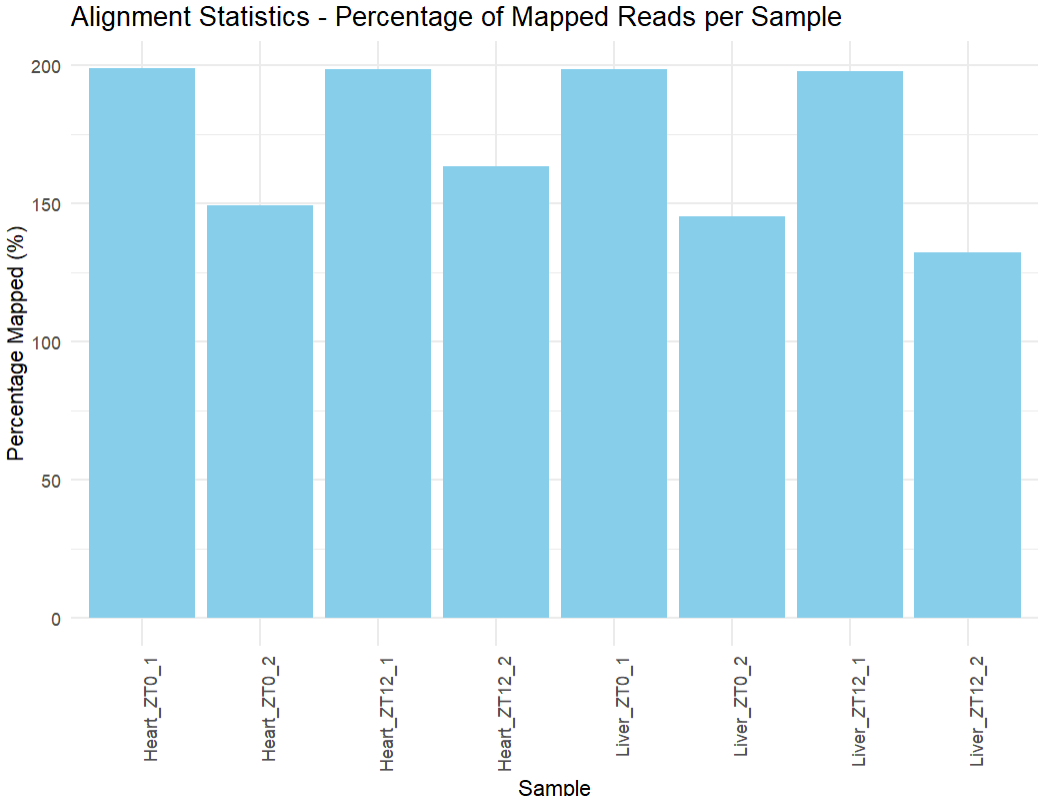 Alignment Statistics - Percentage of Mapped Reads per Sample
Percentage Mapped (%)
200
150
100
50
0
Heart_ZT0_1
Heart_ZT0_2
Heart_ZT12_1
Heart_ZT12_2
Liver_ZT0_1
Liver_ZT0_2
Liver_ZT12_1
Liver_ZT12_2
Sample